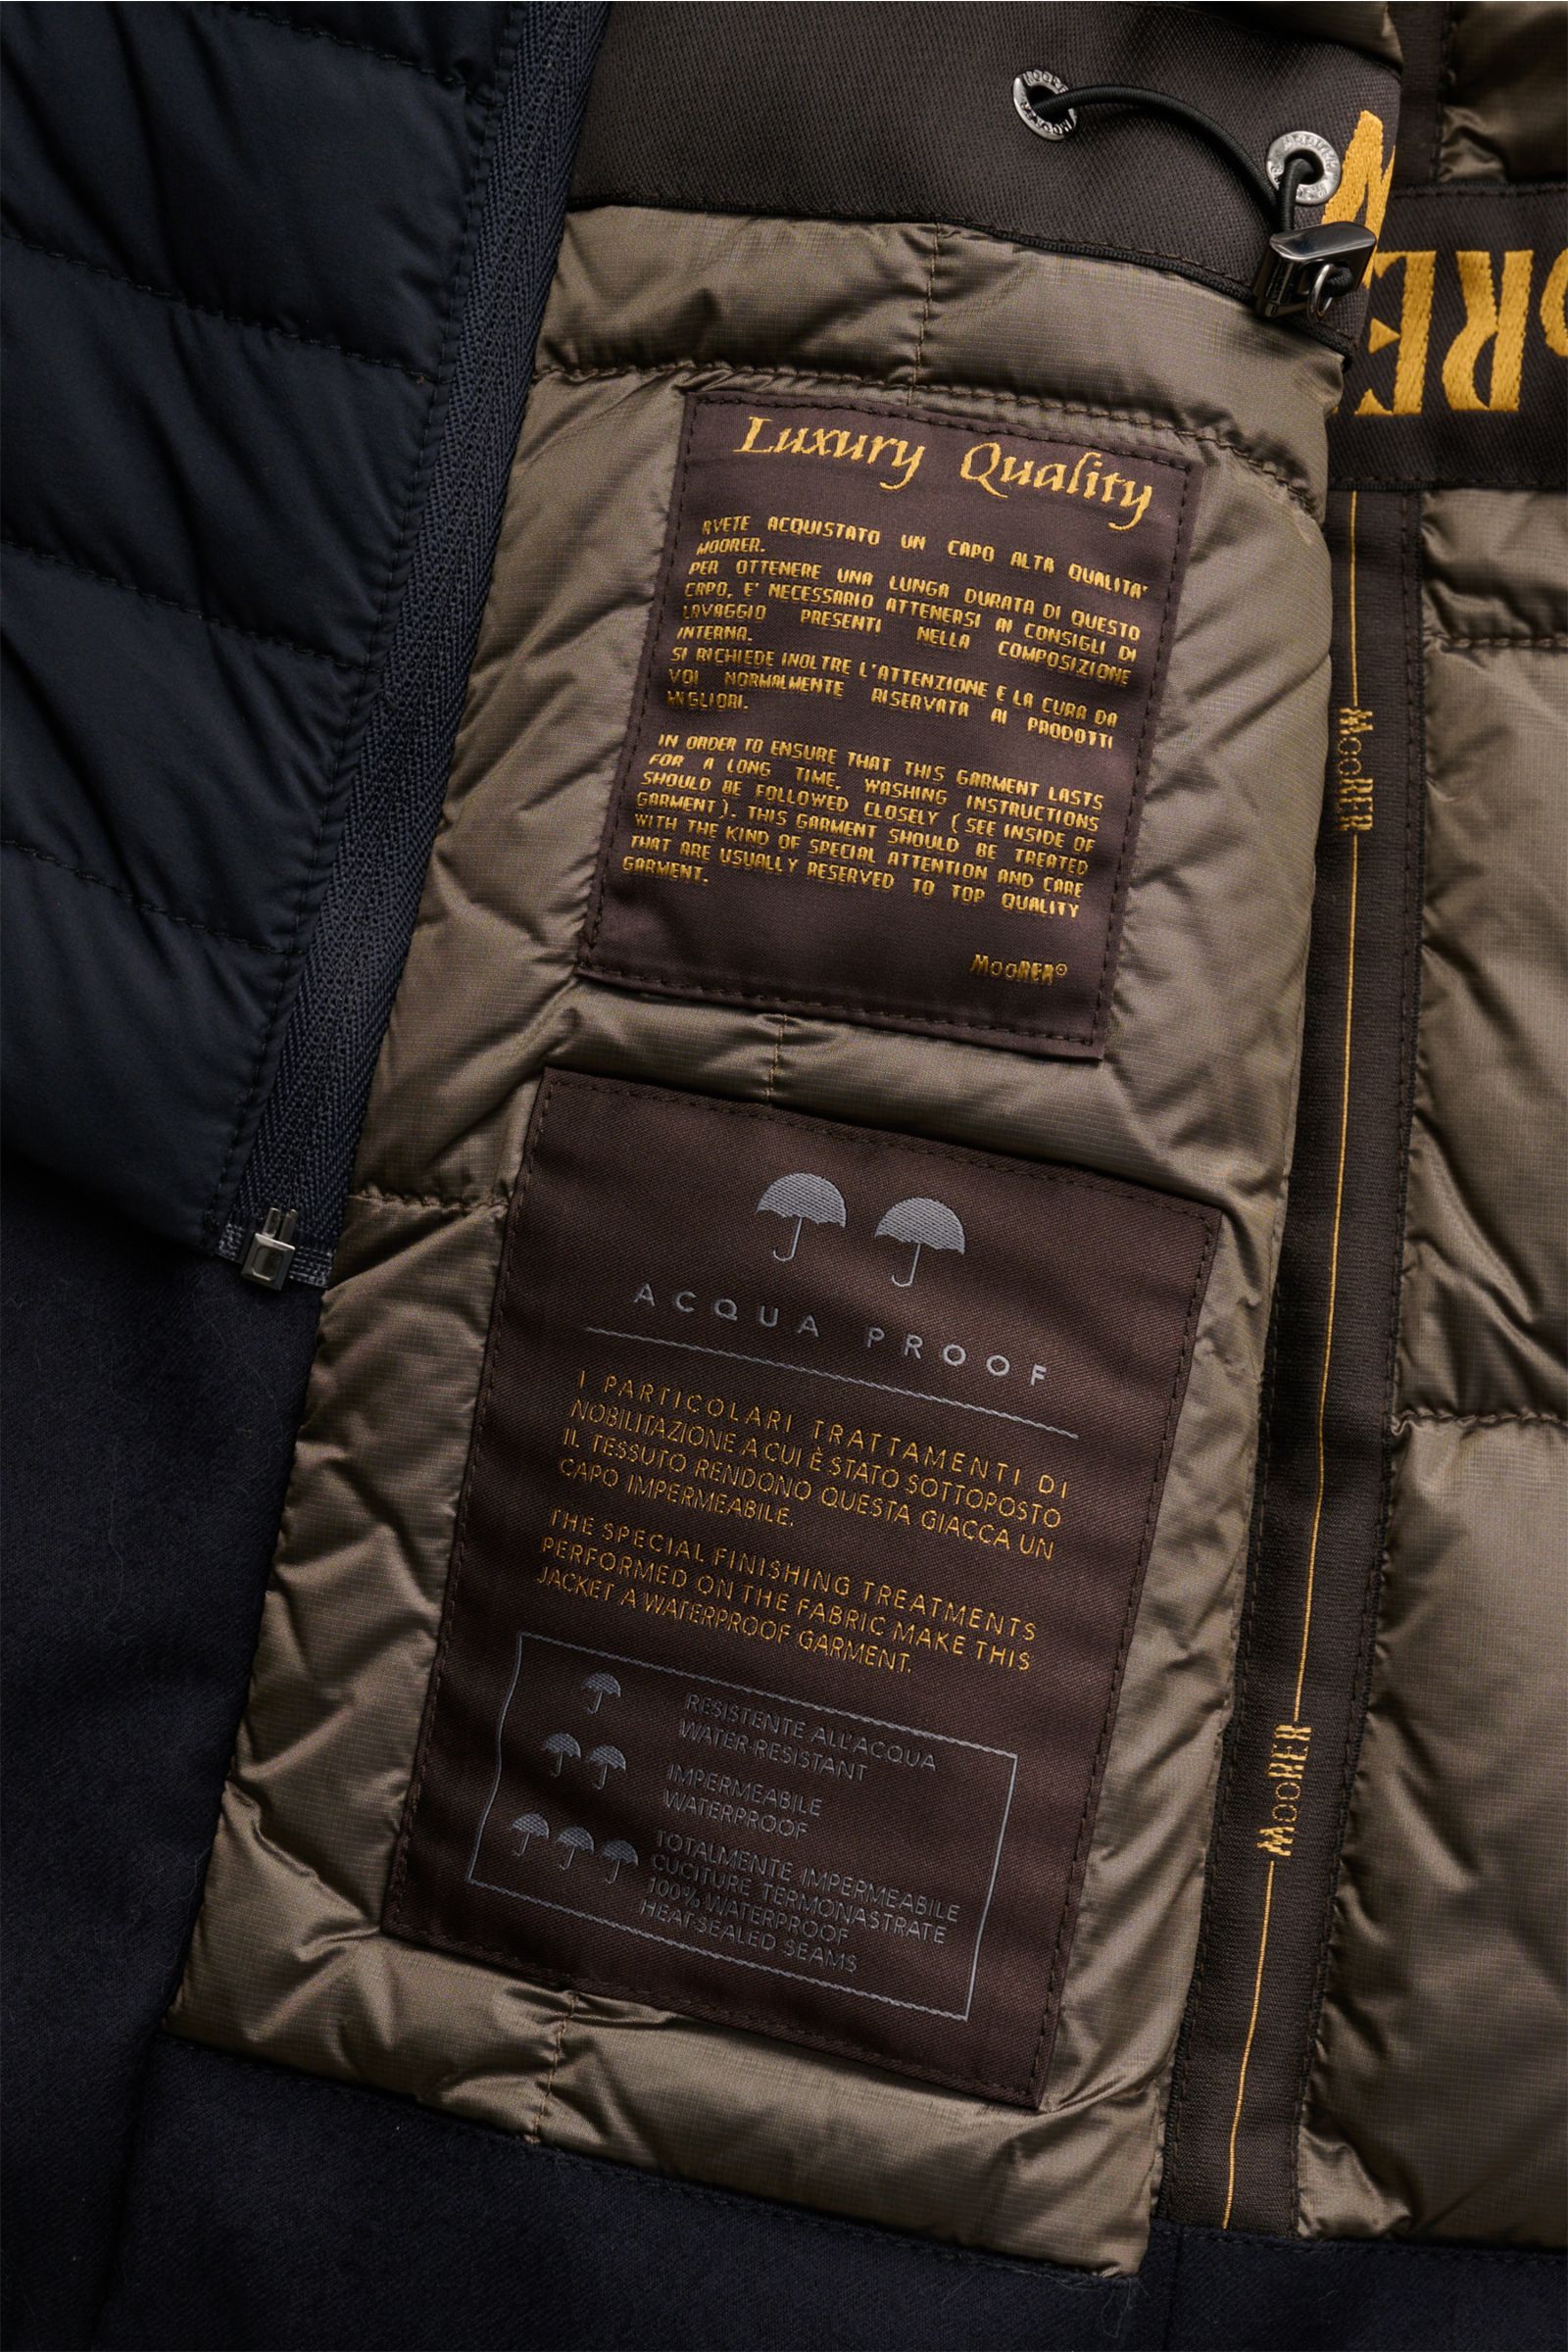 Luxury Quality
AVETE ACQUISTATO UN CAPO ALTA QUALITA'
MOORER.
PER OTTENERE UNA LUNGA DURATA DI QUESTO
CAPO, E' NECESSARIO ATTENERSI AI CONSIGLI DI
LAVAGGIO PRESENTI NELLA COMPOSIZIONE
INTERNA.
SI RICHIEDE INOLTRE L'ATTENZIONE E LA CURA DA
VOI NORMALMENTE RISERVATA AI PRODOTTI
MIGLIORI.
IN ORDER TO ENSURE THAT THIS GARMENT LASTS
FOR A LONG TIME, WASHING INSTRUCTIONS
SHOULD BE FOLLOWED CLOSELY (SEE INSIDE OF
GARMENT). THIS GARMENT SHOULD BE TREATED
WITH THE KIND OF SPECIAL ATTENTION AND CARE
THAT ARE USUALLY RESERVED TO TOP QUALITY
GARMENT.
MOORER®
ACQUA PROOF
I PARTICOLARI TRATTAMENTI DI
NOBILITAZIONE A CUI È STATO SOTTOPOSTO
IL TESSUTO RENDONO QUESTA GIACCA UN
CAPO IMPERMEABILE.
THE SPECIAL FINISHING TREATMENTS
PERFORMED ON THE FABRIC MAKE THIS
JACKET A WATERPROOF GARMENT.
RESISTENTE ALL'ACQUA
WATER-RESISTANT
IMPERMEABILE
WATERPROOF
TOTALMENTE IMPERMEABILE
CUCITURE TERMONASTRATE
100% WATERPROOF
HEAT-SEALED SEAMS
MOORER
MOORER